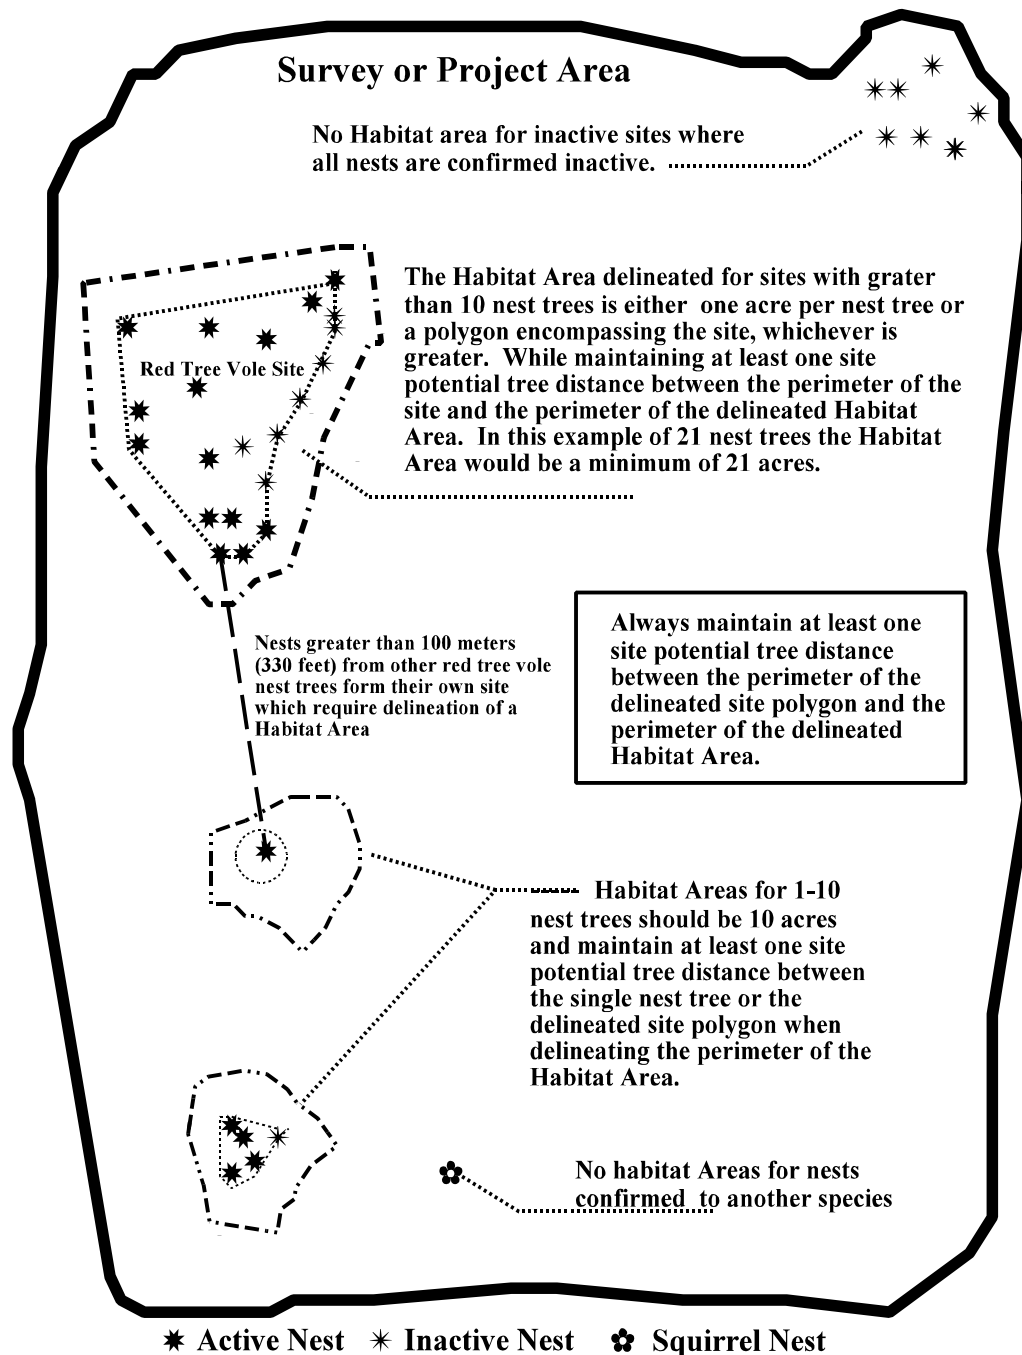 Survey or Project Area
No Habitat area for inactive sites where
all nests are confirmed inactive.
The Habitat Area delineated for sites with grater
than 10 nest trees is either one acre per nest tree or
a polygon encompassing the site, whichever is
greater. While maintaining at least one site
potential tree distance between the perimeter of the
site and the perimeter of the delineated Habitat
Area. In this example of 21 nest trees the Habitat
Area would be a minimum of 21 acres.
Red Tree Vole Site
Nests greater than 100 meters
(330 feet) from other red tree vole
nest trees form their own site
which require delineation of a
Habitat Area
Always maintain at least one
site potential tree distance
between the perimeter of the
delineated site polygon and the
perimeter of the delineated
Habitat Area.
Habitat Areas for 1-10
nest trees should be 10 acres
and maintain at least one site
potential tree distance between
the single nest tree or the
delineated site polygon when
delineating the perimeter of the
Habitat Area.
No habitat Areas for nests
confirmed to another species
Active Nest Inactive Nest Squirrel Nest